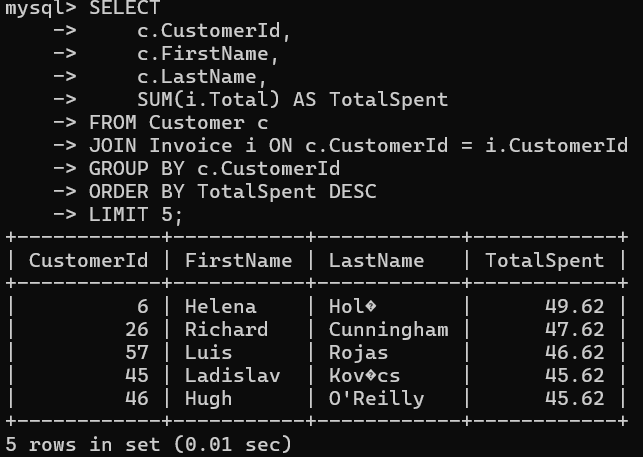 mysql> SELECT
    ->     c.CustomerId,
    ->     c.FirstName,
    ->     c.LastName,
    ->     SUM(i.Total) AS TotalSpent
    -> FROM Customer c
    -> JOIN Invoice i ON c.CustomerId = i.CustomerId
    -> GROUP BY c.CustomerId
    -> ORDER BY TotalSpent DESC
    -> LIMIT 5;
+------------+-----------+------------+------------+
| CustomerId | FirstName | LastName   | TotalSpent |
+------------+-----------+------------+------------+
|          6 | Helena    | Hol�       |      49.62 |
|         26 | Richard   | Cunningham |      47.62 |
|         57 | Luis      | Rojas      |      46.62 |
|         45 | Ladislav  | Kov�cs     |      45.62 |
|         46 | Hugh      | O'Reilly   |      45.62 |
+------------+-----------+------------+------------+
5 rows in set (0.01 sec)